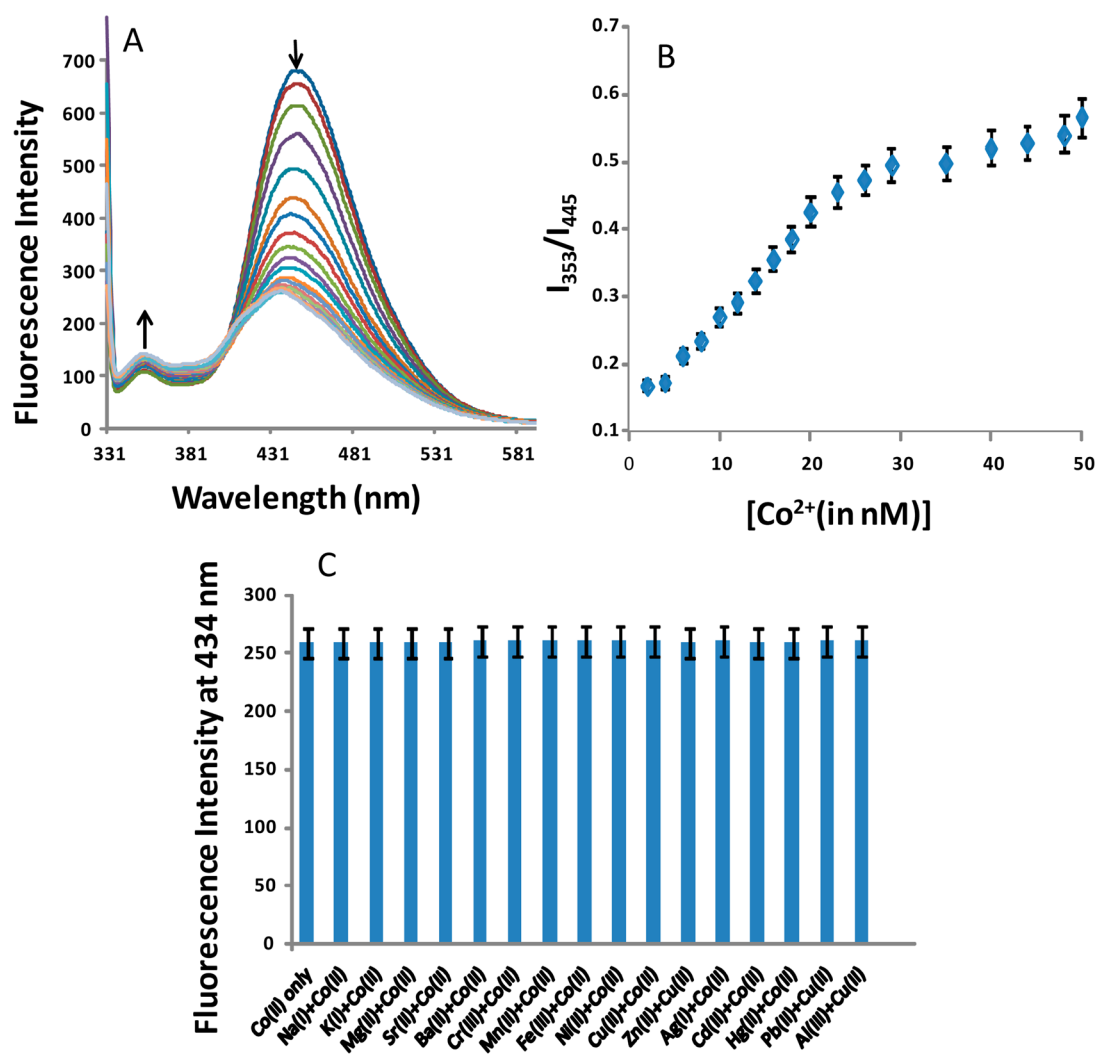 A
Fluorescence Intensity
700
600
500
400
300
200
100
0
331
381
431
481
531
581
Wavelength (nm)
B
I353/I445
0.7
0.6
0.5
0.4
0.3
0.2
0.1
0
10
20
30
40
50
[Co2+(in nM)]
C
Fluorescence Intensity at 434 nm
300
250
200
150
100
50
0
Co(II) only
Na(I)+Co(II)
K(I)+Co(II)
Mg(II)+Co(II)
Sr(II)+Co(II)
Ba(II)+Co(II)
Cr(III)+Co(II)
Mn(II)+Co(II)
Fe(III)+Co(II)
Ni(II)+Co(II)
Cu(II)+Co(II)
Zn(II)+Cu(II)
Ag(I)+Co(II)
Cd(II)+Co(II)
Hg(II)+Co(II)
Pb(II)+Cu(II)
Al(III)+Cu(II)